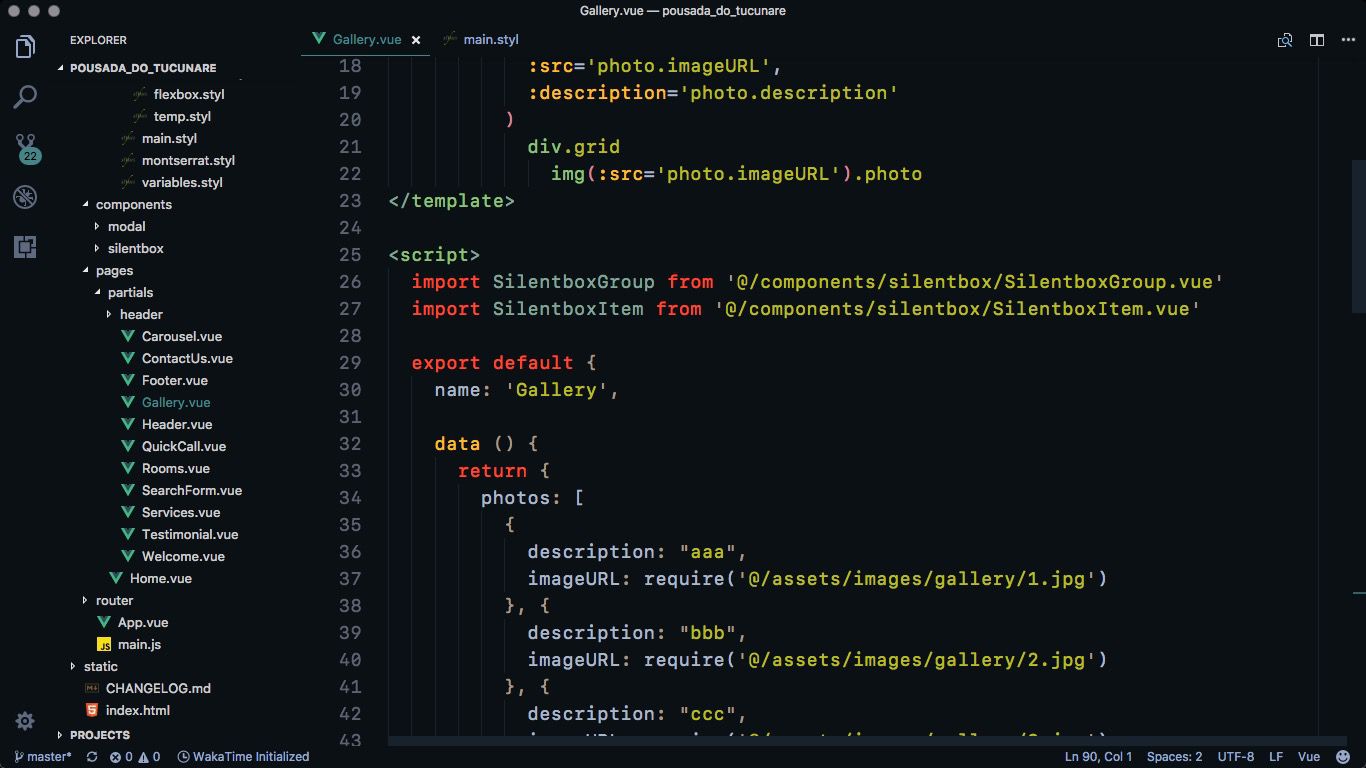 Gallery.vue — pousada_do_tucunare
EXPLORER
POUSADA_DO_TUCUNARE
flexbox.styl
temp.styl
main.styl
montserrat.styl
variables.styl
components
modal
silentbox
pages
partials
header
Carousel.vue
ContactUs.vue
Footer.vue
Gallery.vue
Header.vue
QuickCall.vue
Rooms.vue
SearchForm.vue
Services.vue
Testimonial.vue
Welcome.vue
Home.vue
router
App.vue
JS main.js
static
CHANGELOG.md
index.html
PROJECTS
22
Gallery.vue main.styl
18 :src='photo.imageURL',
19 :description='photo.description'
20 )
21 div.grid
22 img(:src='photo.imageURL').photo
23 </template>
24
25 <script>
26 import SilentboxGroup from '@/components/silentbox/SilentboxGroup.vue'
27 import SilentboxItem from '@/components/silentbox/SilentboxItem.vue'
28
29 export default {
30 name: 'Gallery',
31
32 data () {
33 return {
34 photos: [
35 {
36 description: "aaa",
37 imageURL: require('@/assets/images/gallery/1.jpg')
38 }, {
39 description: "bbb",
40 imageURL: require('@/assets/images/gallery/2.jpg')
41 }, {
42 description: "ccc",
43
master* 0 0 WakaTime Initialized Ln 90, Col 1 Spaces: 2 UTF-8 LF Vue